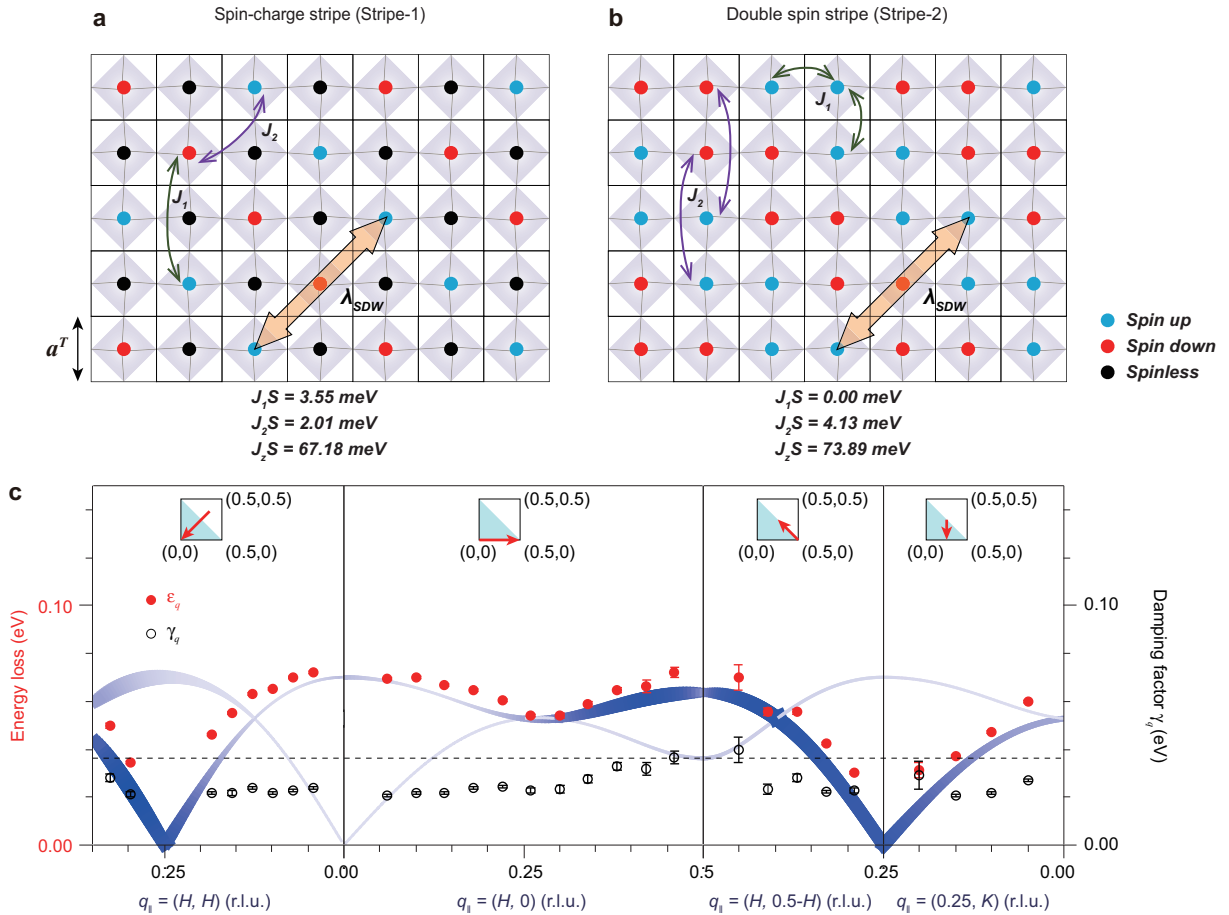 a
Spin-charge stripe (Stripe-1)
b
Double spin stripe (Stripe-2)
J2
J1
λSDW
aT
J1
J2
λSDW
Spin up
Spin down
Spinless
J1S = 3.55 meV
J2S = 2.01 meV
JzS = 67.18 meV
J1S = 0.00 meV
J2S = 4.13 meV
JzS = 73.89 meV
c
(0.5,0.5)
(0,0) (0.5,0)
(0.5,0.5)
(0,0) (0.5,0)
(0.5,0.5)
(0,0) (0.5,0)
(0.5,0.5)
(0,0) (0.5,0)
εq
γq
Energy loss (eV)
0.10
0.00
Damping factor γq (eV)
0.10
0.00
0.25 0.00 0.25 0.5 0.25 0.00
q∥ = (H, H) (r.l.u.) q∥ = (H, 0) (r.l.u.) q∥ = (H, 0.5-H) (r.l.u.) q∥ = (0.25, K) (r.l.u.)